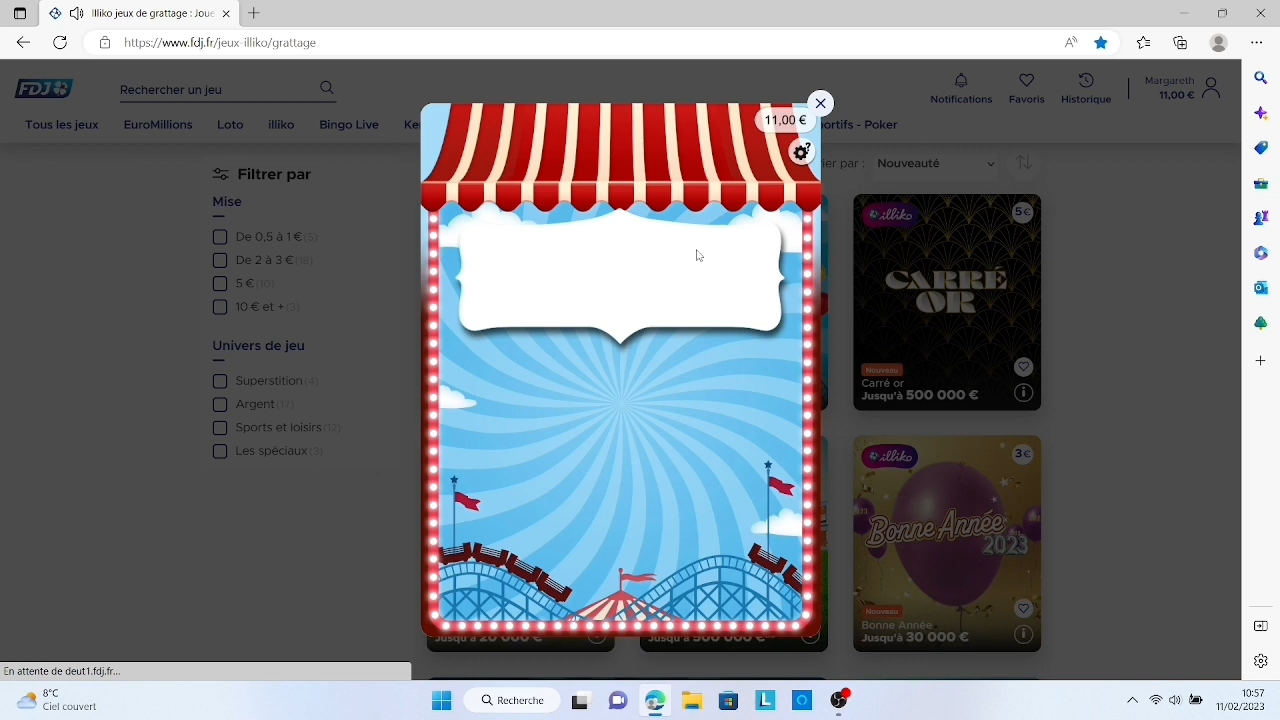 illiko Jeux de grattage : Joue
https://www.fdj.fr/jeux-illiko/grattage
FDJ
Rechercher un jeu
Notifications
Favoris
Historique
Margareth
11,00 €
Tous les jeux
EuroMillions
Loto
illiko
Bingo Live
Ke
portifs - Poker
11,00 €
Filtrer par
ier par :
Nouveauté
Mise
De 0,5 à 1 € (5)
De 2 à 3 € (18)
5 € (10)
10 € et + (3)
Univers de jeu
Superstition (4)
Argent (17)
Sports et loisirs (12)
Les spéciaux (3)
illiko
5 €
CARRÉ
OR
Nouveau
Carré or
Jusqu'à 500 000 €
illiko
3 €
Bonne Année
2023
Nouveau
Bonne Année
Jusqu'à 30 000 €
Jusqu'à 20 000 €
Jusqu'à 500 000 €
En attente de deut1.fdj.fr...
8°C
Ciel couvert
Recherche
10:57
11/02/2023